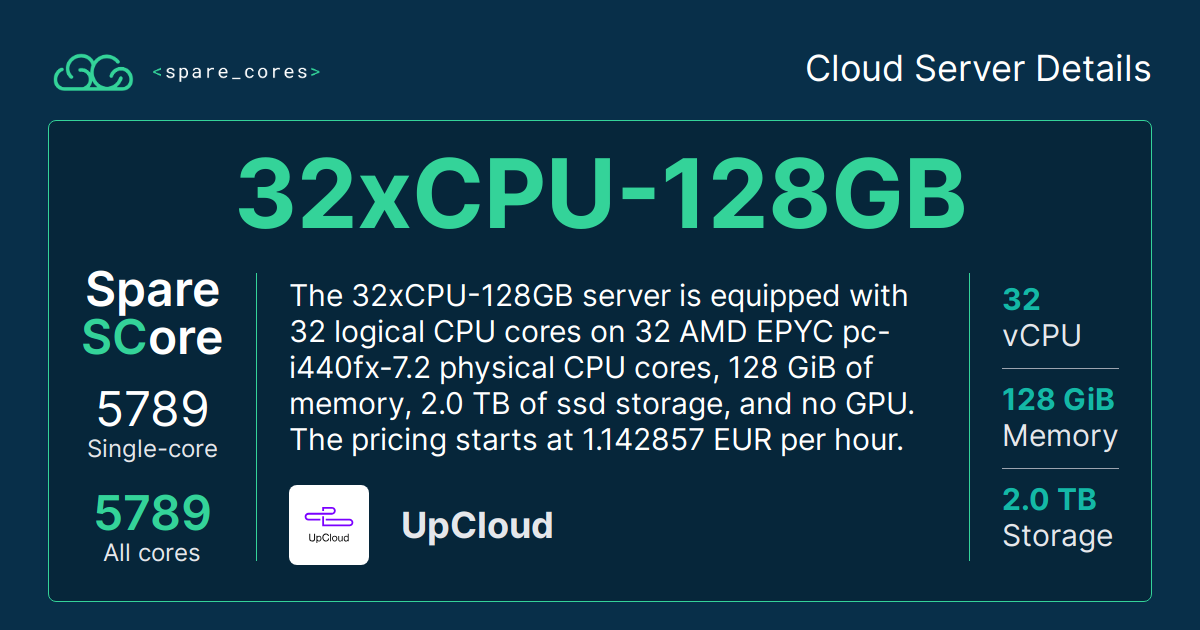 <spare_cores>
Cloud Server Details
32xCPU-128GB
Spare
SCore
5789
Single-core
5789
All cores
The 32xCPU-128GB server is equipped with
32 logical CPU cores on 32 AMD EPYC pc-
i440fx-7.2 physical CPU cores, 128 GiB of
memory, 2.0 TB of ssd storage, and no GPU.
The pricing starts at 1.142857 EUR per hour.
UpCloud
UpCloud
32
vCPU
128 GiB
Memory
2.0 TB
Storage